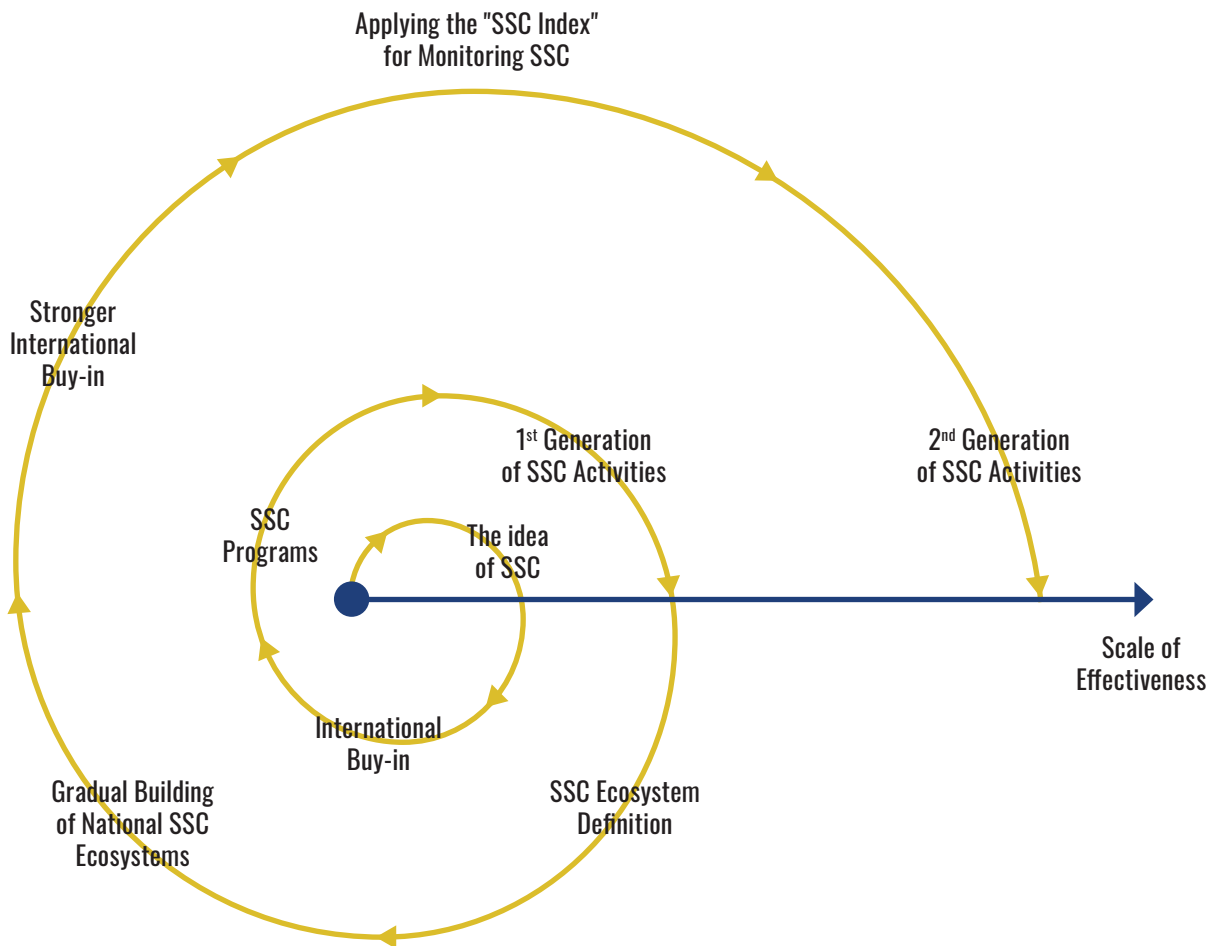 Applying the "SSC Index"
for Monitoring SSC
Stronger
International
Buy-in
1st Generation
of SSC Activities
2nd Generation
of SSC Activities
SSC
Programs
The idea
of SSC
Scale of
Effectiveness
International
Buy-in
Gradual Building
of National SSC
Ecosystems
SSC Ecosystem
Definition